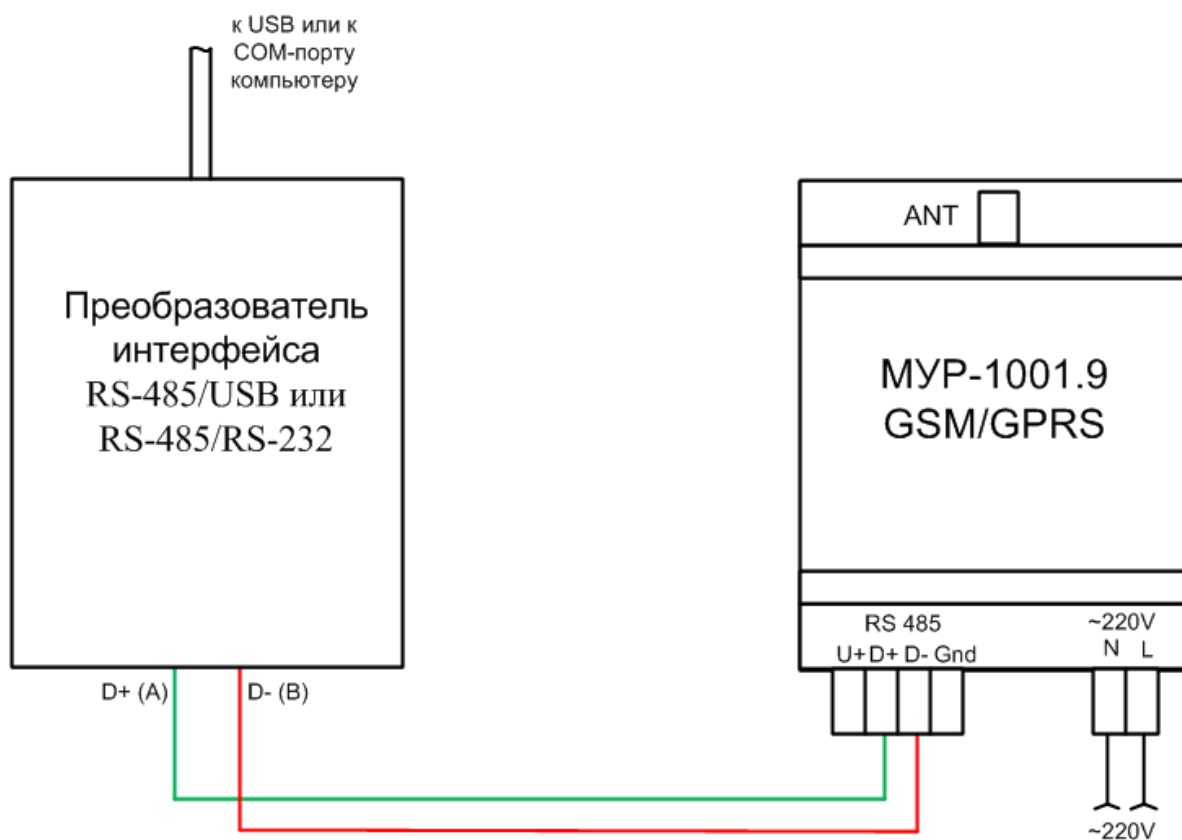 к USB или к
COM-порту
компьютеру
Преобразователь
интерфейса
RS-485/USB или
RS-485/RS-232
D+ (A)
D- (B)
ANT
МУР-1001.9
GSM/GPRS
RS 485
U+ D+ D- Gnd
~220V
N L
~220V